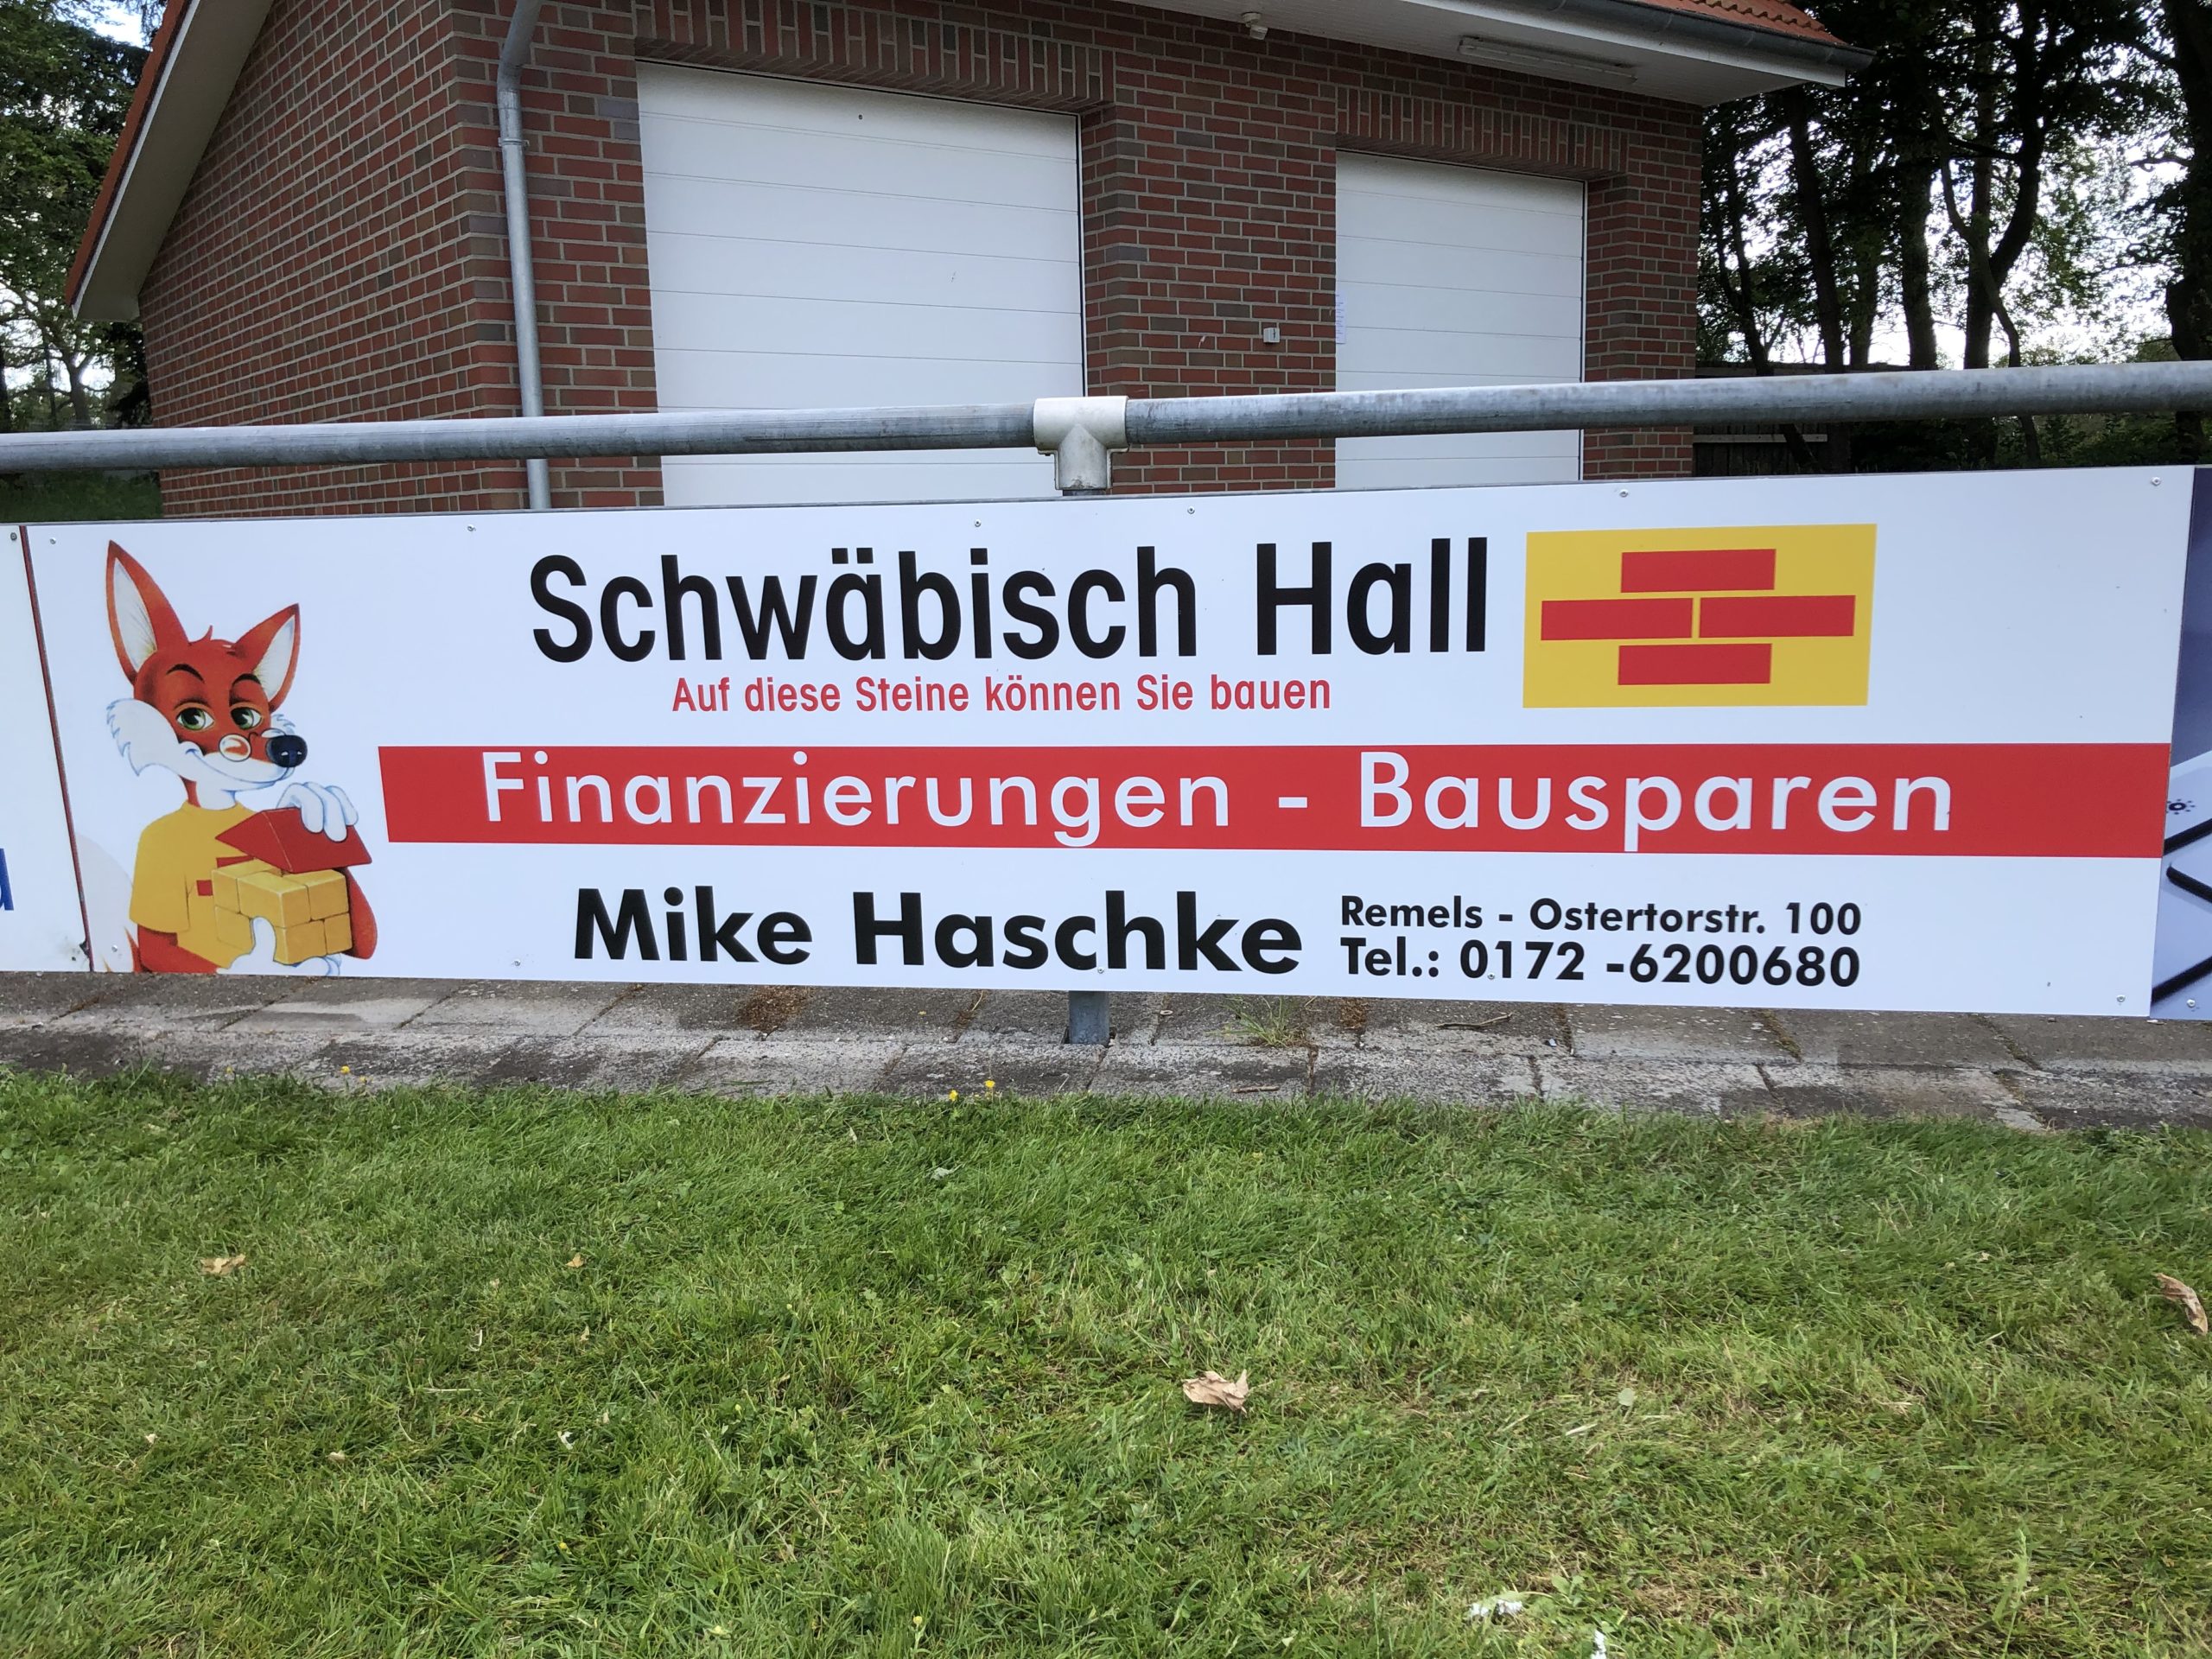 Schwäbisch Hall
Auf diese Steine können Sie bauen
Finanzierungen - Bausparen
Mike Haschke
Remels - Ostertorstr. 100
Tel.: 0172 -6200680